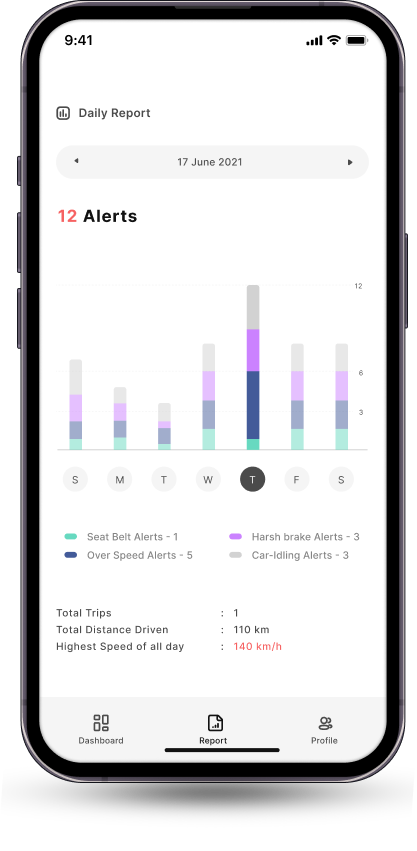 9:41
Daily Report
17 June 2021
12 Alerts
12
6
3
S M T W T F S
Seat Belt Alerts - 1 Harsh brake Alerts - 3
Over Speed Alerts - 5 Car-Idling Alerts - 3
Total Trips : 1
Total Distance Driven : 110 km
Highest Speed of all day : 140 km/h
Dashboard Report Profile